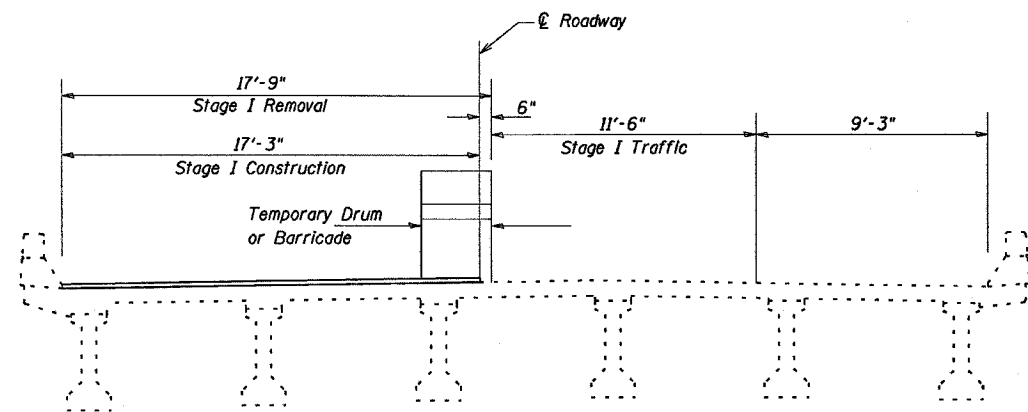 ℄ Roadway
17'-9"
Stage I Removal
6"
11'-6"
9'-3"
Stage I Traffic
17'-3"
Stage I Construction
Temporary Drum
or Barricade